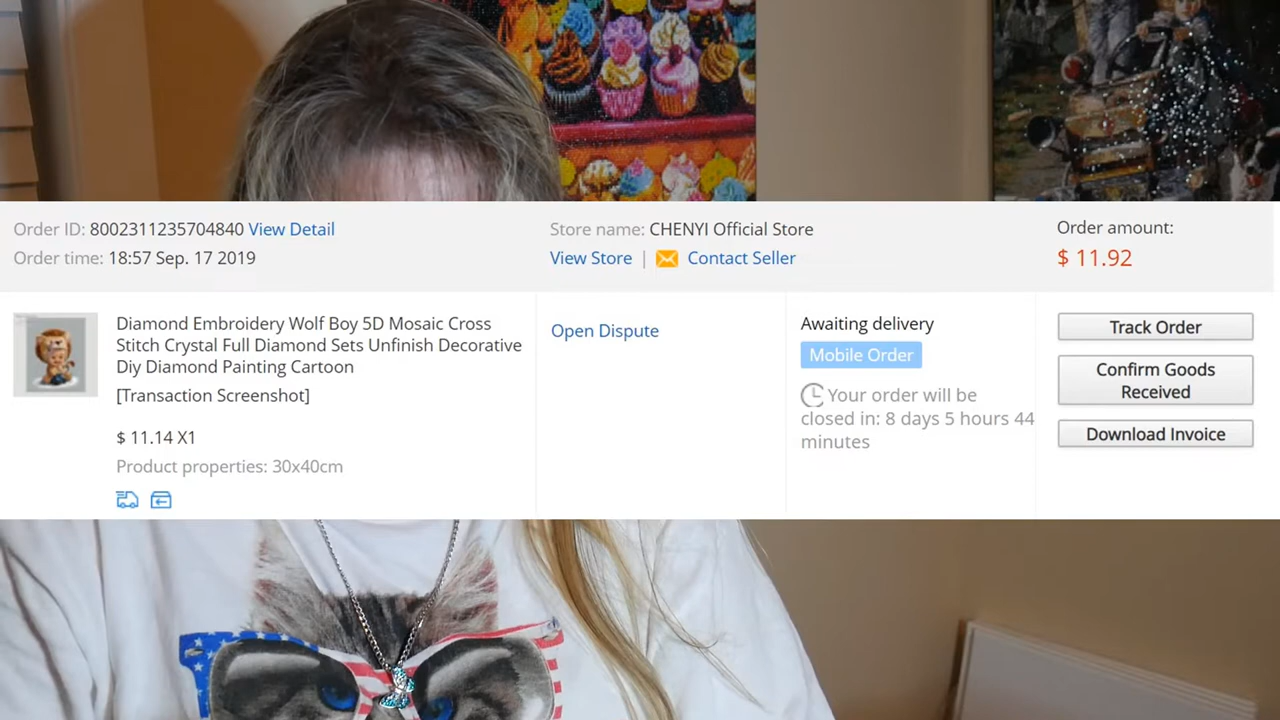 Order ID: 8002311235704840 View Detail
Order time: 18:57 Sep. 17 2019
Store name: CHENYI Official Store
View Store | Contact Seller
Order amount:
$ 11.92
Diamond Embroidery Wolf Boy 5D Mosaic Cross
Stitch Crystal Full Diamond Sets Unfinish Decorative
Diy Diamond Painting Cartoon
[Transaction Screenshot]
$ 11.14 X1
Product properties: 30x40cm
Open Dispute
Awaiting delivery
Mobile Order
Your order will be
closed in: 8 days 5 hours 44
minutes
Track Order
Confirm Goods
Received
Download Invoice